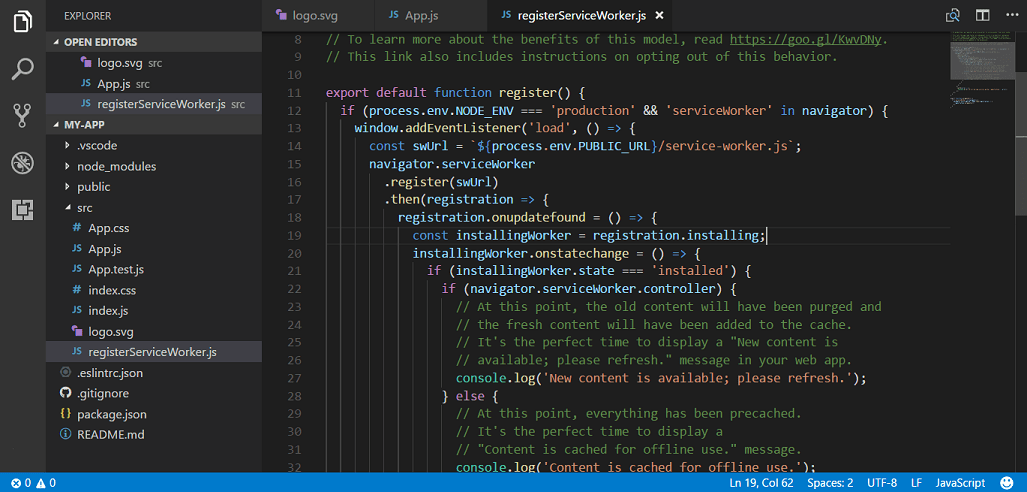 EXPLORER
OPEN EDITORS
logo.svg src
JS App.js src
JS registerServiceWorker.js src
MY-APP
.vscode
node_modules
public
src
# App.css
JS App.js
JS App.test.js
# index.css
JS index.js
logo.svg
JS registerServiceWorker.js
.eslintrc.json
.gitignore
{} package.json
README.md
logo.svg JS App.js JS registerServiceWorker.js ×
8 // To learn more about the benefits of this model, read https://goo.gl/KwvDNy.
9 // This link also includes instructions on opting out of this behavior.
10
11 export default function register() {
12 if (process.env.NODE_ENV === 'production' && 'serviceWorker' in navigator) {
13 window.addEventListener('load', () => {
14 const swUrl = `${process.env.PUBLIC_URL}/service-worker.js`;
15 navigator.serviceWorker
16 .register(swUrl)
17 .then(registration => {
18 registration.onupdatefound = () => {
19 const installingWorker = registration.installing;
20 installingWorker.onstatechange = () => {
21 if (installingWorker.state === 'installed') {
22 if (navigator.serviceWorker.controller) {
23 // At this point, the old content will have been purged and
24 // the fresh content will have been added to the cache.
25 // It's the perfect time to display a "New content is
26 // available; please refresh." message in your web app.
27 console.log('New content is available; please refresh.');
28 } else {
29 // At this point, everything has been precached.
30 // It's the perfect time to display a
31 // "Content is cached for offline use." message.
32 console.log('Content is cached for offline use.');
0 0 Ln 19, Col 62 Spaces: 2 UTF-8 LF JavaScript